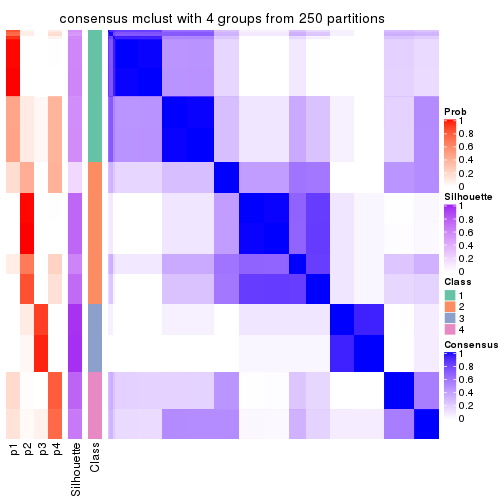 consensus mclust with 4 groups from 250 partitions
Prob
1
0.8
0.6
0.4
0.2
0
Silhouette
1
0.8
0.6
0.4
0.2
0
Class
1
2
3
4
Consensus
1
0.8
0.6
0.4
0.2
0
p1
p2
p3
p4
Silhouette
Class